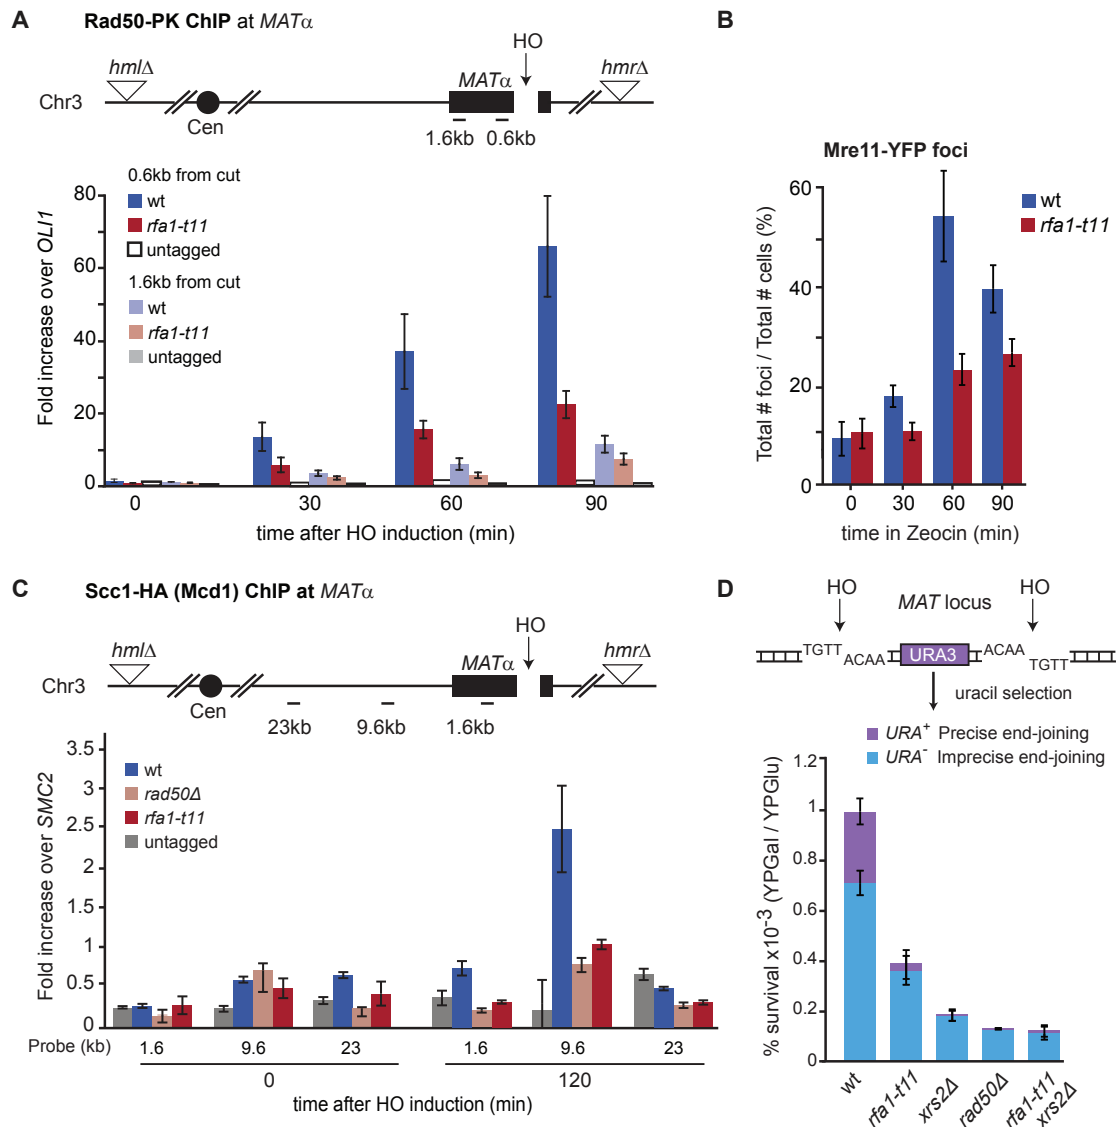 A
Rad50-PK ChIP at MATα
HO
hmlΔ
MATα
hmrΔ
Chr3
Cen
1.6kb
0.6kb
0.6kb from cut
wt
rfa1-t11
untagged
1.6kb from cut
wt
rfa1-t11
untagged
Fold increase over OLI1
80
60
40
20
0
0
30
60
90
time after HO induction (min)
B
Mre11-YFP foci
wt
rfa1-t11
Total # foci / Total # cells (%)
60
40
20
0
0
30
60
90
time in Zeocin (min)
C
Scc1-HA (Mcd1) ChIP at MATα
HO
hmlΔ
MATα
hmrΔ
Chr3
Cen
23kb
9.6kb
1.6kb
wt
rad50Δ
rfa1-t11
untagged
Fold increase over SMC2
3.5
3
2.5
2
1.5
1
0.5
0
Probe (kb)
1.6
9.6
23
1.6
9.6
23
0
120
time after HO induction (min)
D
HO
MAT locus
HO
TGTT
ACAA
URA3
ACAA
TGTT
uracil selection
URA+ Precise end-joining
URA- Imprecise end-joining
% survival x10-3 (YPGal / YPGlu)
1.2
1
0.8
0.6
0.4
0.2
0
wt
rfa1-t11
xrs2Δ
rad50Δ
rfa1-t11
xrs2Δ